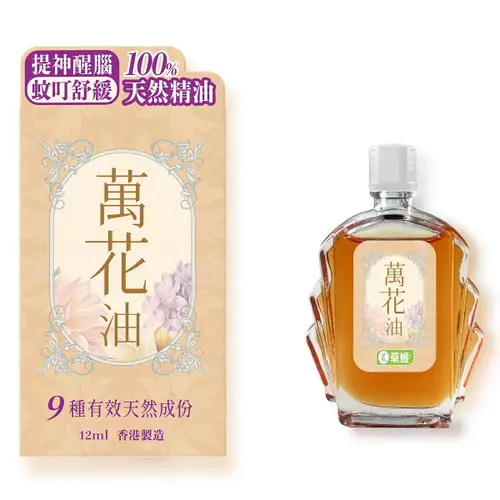 提神醒腦
蚊叮舒緩
100%
天然精油
萬花油
9種有效天然成份
12ml 香港製造
萬花油
草姬